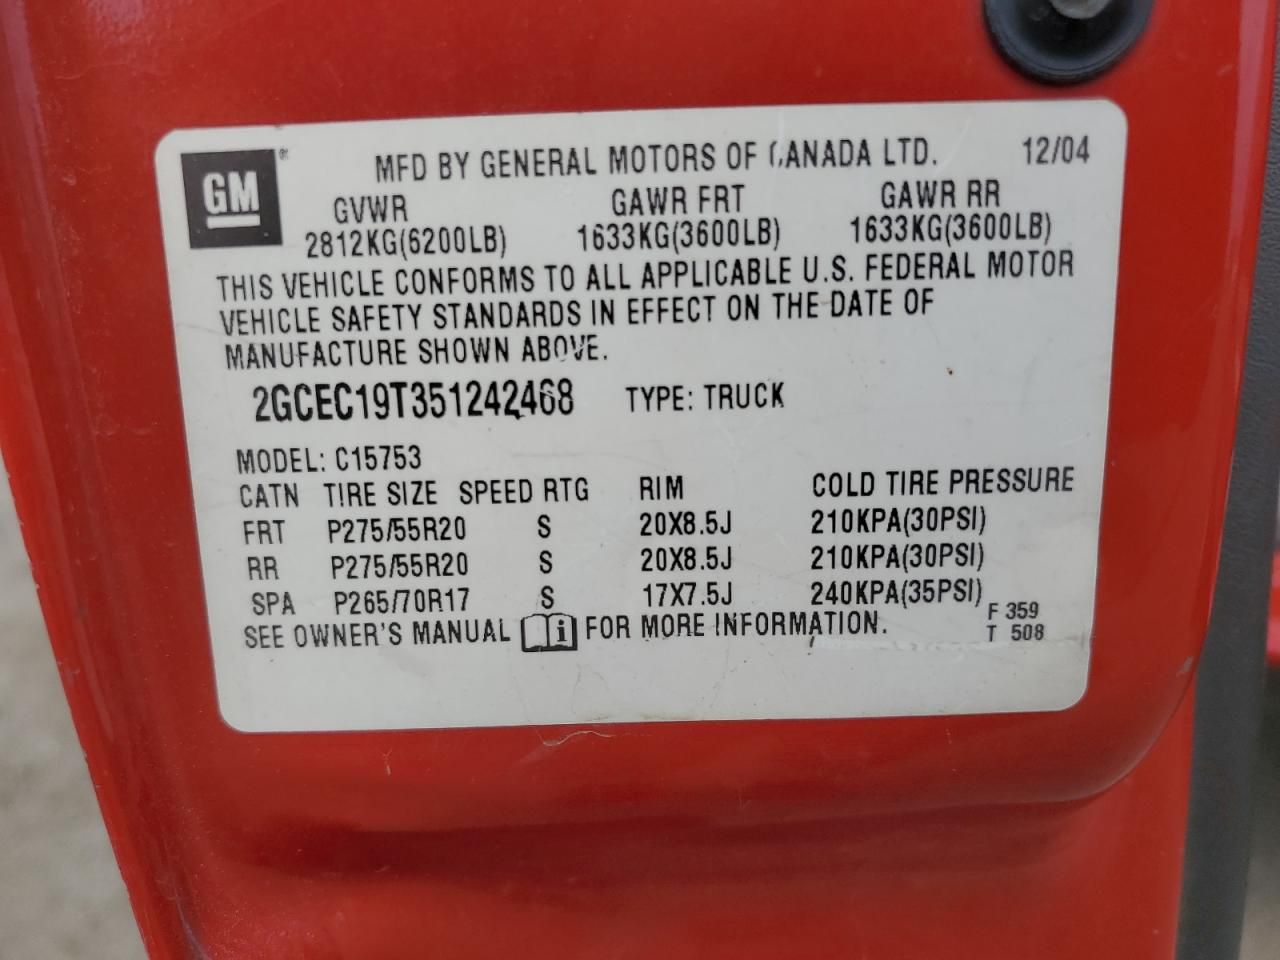 GM ®
MFD BY GENERAL MOTORS OF CANADA LTD. 12/04
GVWR GAWR FRT GAWR RR
2812KG(6200LB) 1633KG(3600LB) 1633KG(3600LB)
THIS VEHICLE CONFORMS TO ALL APPLICABLE U.S. FEDERAL MOTOR
VEHICLE SAFETY STANDARDS IN EFFECT ON THE DATE OF
MANUFACTURE SHOWN ABOVE.
2GCEC19T351242468 TYPE: TRUCK
MODEL: C15753
CATN TIRE SIZE SPEED RTG RIM COLD TIRE PRESSURE
FRT P275/55R20 S 20X8.5J 210KPA(30PSI)
RR P275/55R20 S 20X8.5J 210KPA(30PSI)
SPA P265/70R17 S 17X7.5J 240KPA(35PSI)
SEE OWNER'S MANUAL i FOR MORE INFORMATION.
F 359
T 508